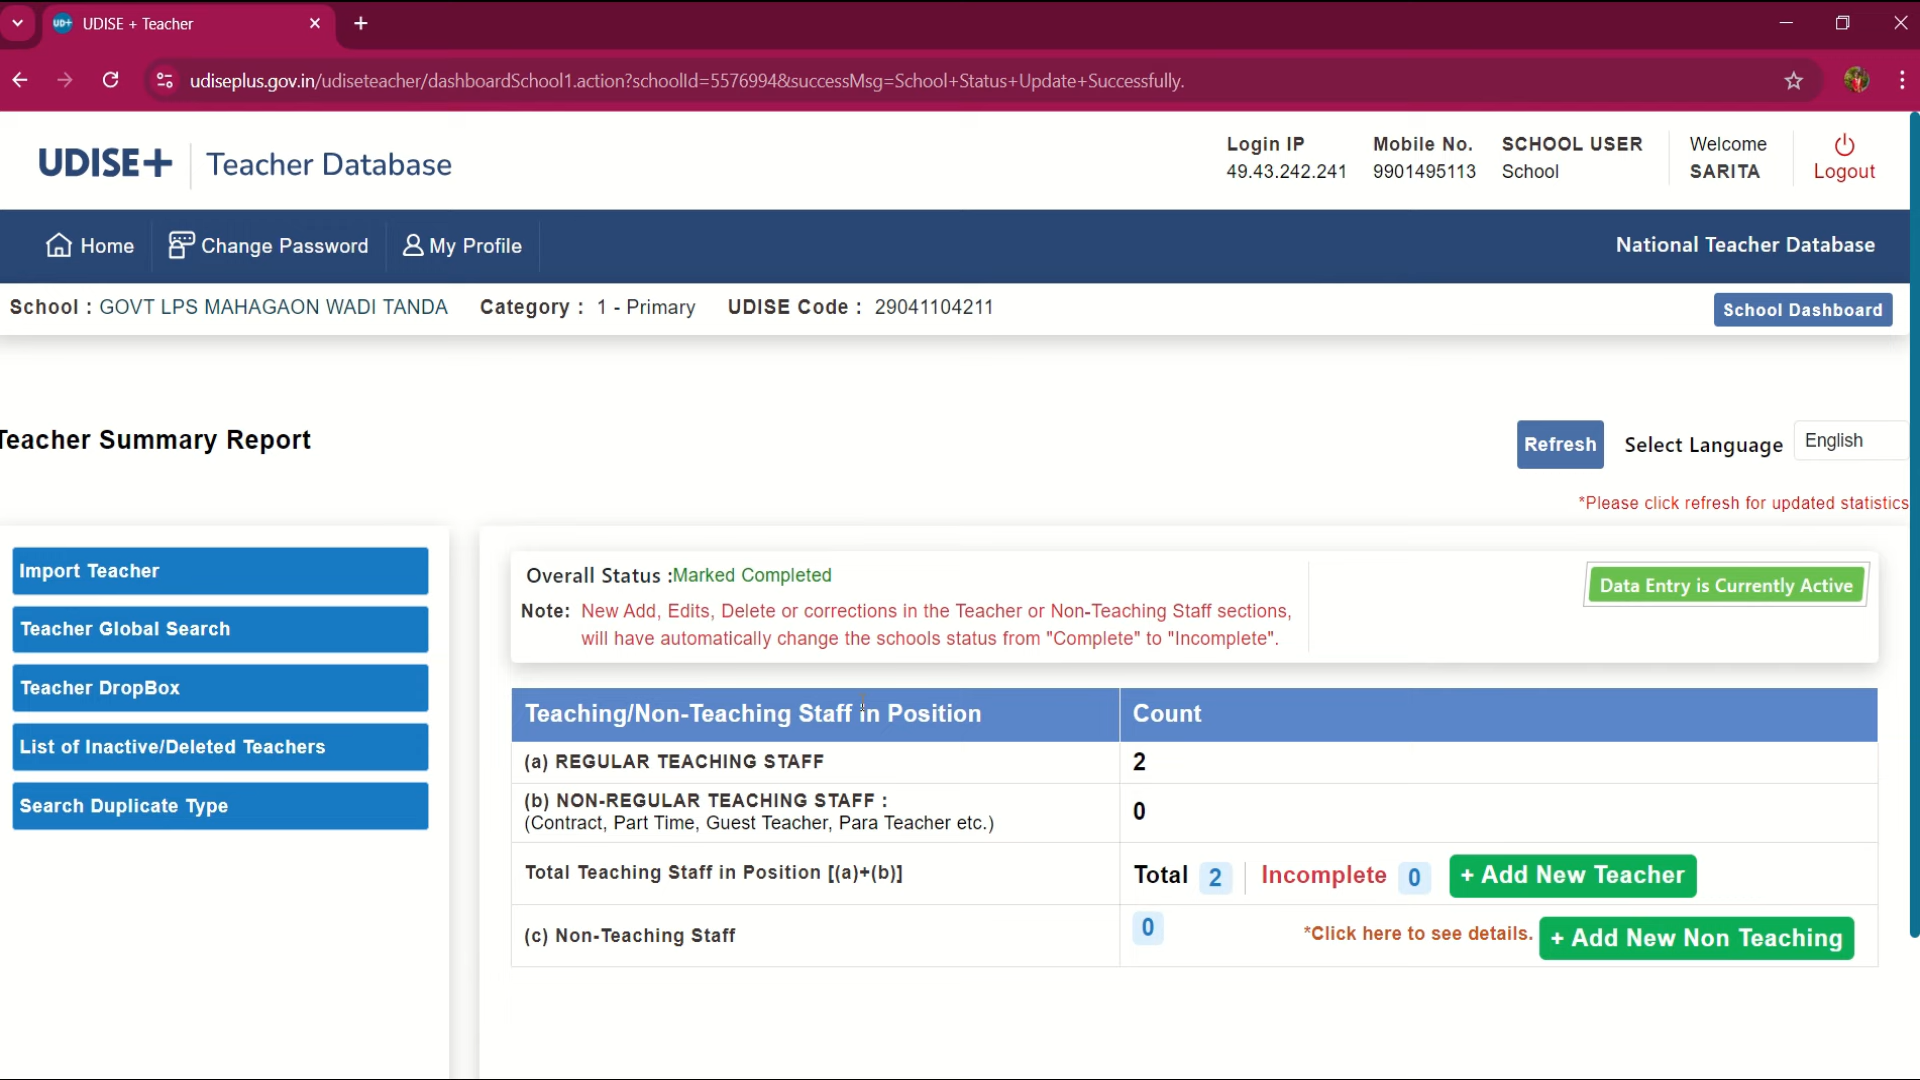 UDISE + Teacher
udiseplus.gov.in/udiseteacher/dashboardSchool1.action?schoolId=5576994&successMsg=School+Status+Update+Successfully.
UDISE+ Teacher Database
Login IP
49.43.242.241
Mobile No.
9901495113
SCHOOL USER
School
Welcome
SARITA
Logout
Home
Change Password
My Profile
National Teacher Database
School : GOVT LPS MAHAGAON WADI TANDA Category : 1 - Primary UDISE Code : 29041104211
School Dashboard
Teacher Summary Report
Refresh
Select Language
English
*Please click refresh for updated statistics
Import Teacher
Teacher Global Search
Teacher DropBox
List of Inactive/Deleted Teachers
Search Duplicate Type
Overall Status :Marked Completed
Note: New Add, Edits, Delete or corrections in the Teacher or Non-Teaching Staff sections,
will have automatically change the schools status from "Complete" to "Incomplete".
Data Entry is Currently Active
Teaching/Non-Teaching Staff in Position Count
(a) REGULAR TEACHING STAFF 2
(b) NON-REGULAR TEACHING STAFF :
(Contract, Part Time, Guest Teacher, Para Teacher etc.) 0
Total Teaching Staff in Position [(a)+(b)] Total 2 Incomplete 0 + Add New Teacher
(c) Non-Teaching Staff 0 *Click here to see details. + Add New Non Teaching